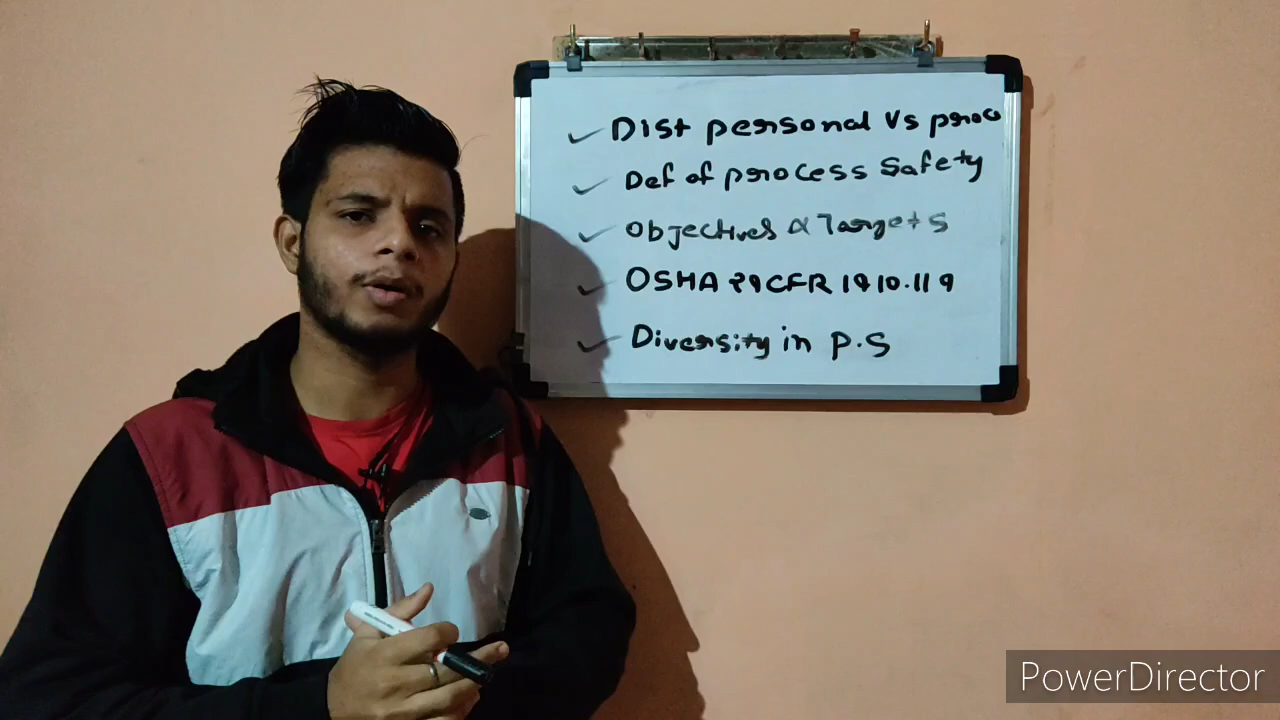 Dist personal Vs proc
Def of process Safety
Objectives & Targets
OSHA 29CFR 1910.119
Diversity in P.S
PowerDirector